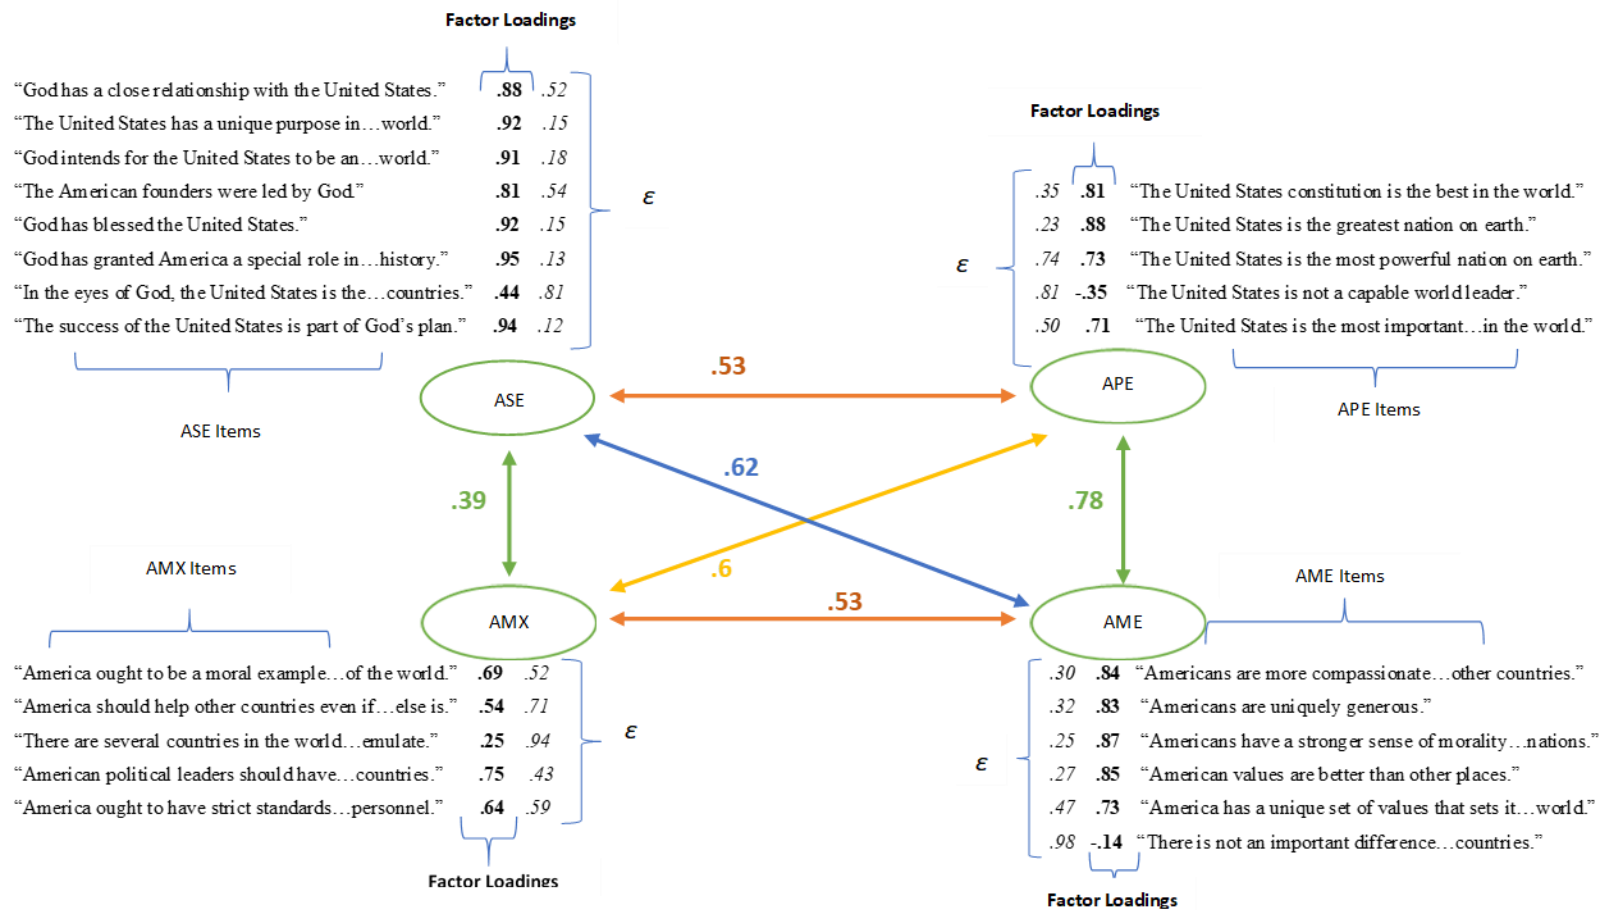 Factor Loadings
“God has a close relationship with the United States.” .88 .52
“The United States has a unique purpose in…world.” .92 .15
“God intends for the United States to be an…world.” .91 .18
“The American founders were led by God.” .81 .54
“God has blessed the United States.” .92 .15
“God has granted America a special role in…history.” .95 .13
“In the eyes of God, the United States is the…countries.” .44 .81
“The success of the United States is part of God’s plan.” .94 .12
ε
ASE Items
Factor Loadings
.35 .81 “The United States constitution is the best in the world.”
.23 .88 “The United States is the greatest nation on earth.”
.74 .73 “The United States is the most powerful nation on earth.”
.81 -.35 “The United States is not a capable world leader.”
.50 .71 “The United States is the most important…in the world.”
ε
APE Items
ASE
.53
APE
.39
.62
.6
.78
AMX
.53
AME
AMX Items
“America ought to be a moral example…of the world.” .69 .52
“America should help other countries even if…else is.” .54 .71
“There are several countries in the world…emulate.” .25 .94
“American political leaders should have…countries.” .75 .43
“America ought to have strict standards…personnel.” .64 .59
ε
Factor Loadings
AME Items
.30 .84 “Americans are more compassionate…other countries.”
.32 .83 “Americans are uniquely generous.”
.25 .87 “Americans have a stronger sense of morality…nations.”
.27 .85 “American values are better than other places.”
.47 .73 “America has a unique set of values that sets it…world.”
.98 -.14 “There is not an important difference…countries.”
ε
Factor Loadings